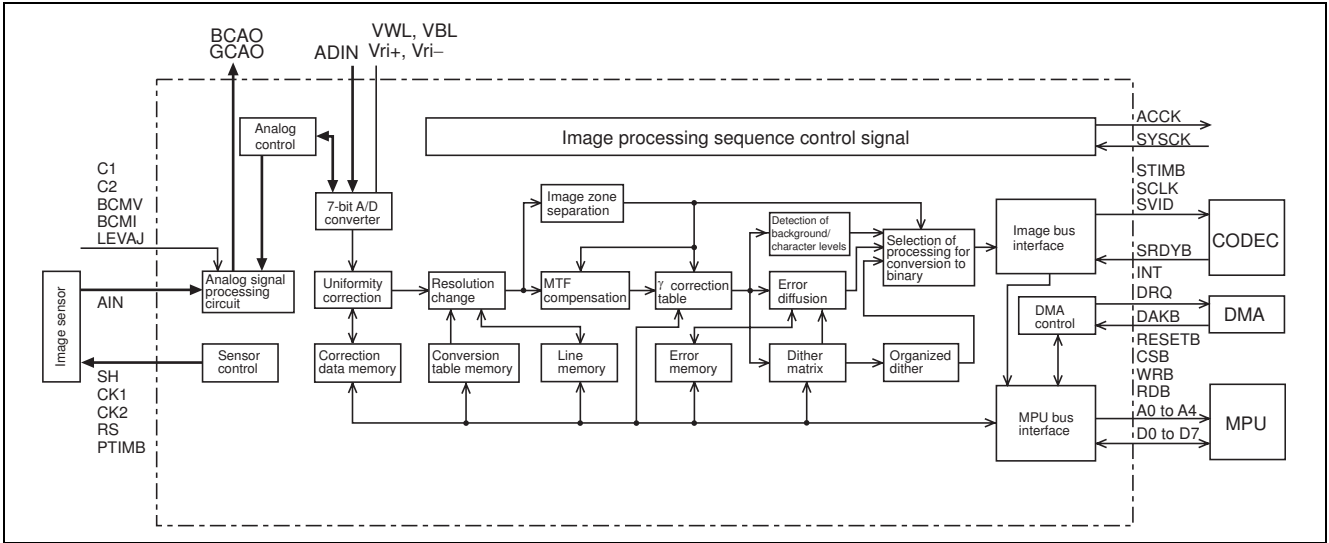 BCAO
GCAO
ADIN
VWL, VBL
Vri+, Vri–
Analog
control
Image processing sequence control signal
ACCK
SYSCK
C1
C2
BCMV
BCMI
LEVAJ
7-bit A/D
converter
Image zone
separation
Detection of
background/
character levels
Selection of
processing for
conversion to
binary
Image bus
interface
STIMB
SCLK
SVID
SRDYB
CODEC
Image sensor
AIN
Analog signal
processing
circuit
Uniformity
correction
Resolution
change
MTF
compensation
γ correction
table
Error
diffusion
INT
DRQ
DAKB
DMA
control
DMA
Sensor
control
Correction
data memory
Conversion
table memory
Line
memory
Error
memory
Dither
matrix
Organized
dither
RESETB
CSB
WRB
RDB
SH
CK1
CK2
RS
PTIMB
MPU bus
interface
A0 to A4
D0 to D7
MPU